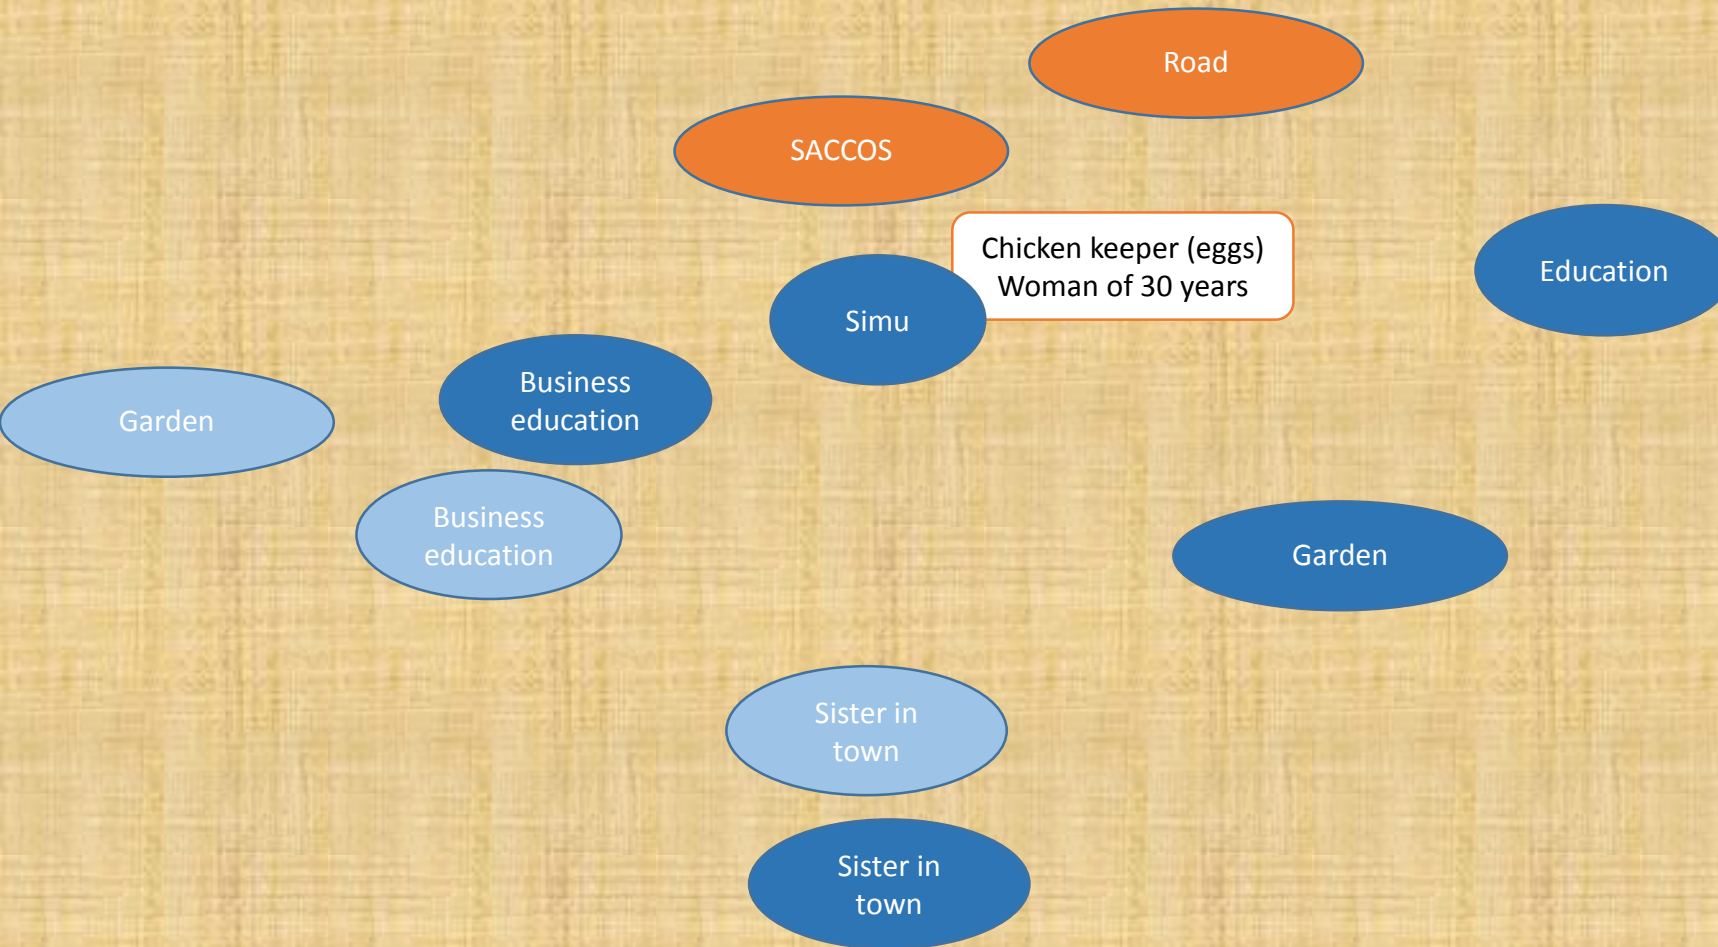 Road
SACCOS
Chicken keeper (eggs)
Woman of 30 years
Education
Simu
Business
education
Garden
Business
education
Garden
Sister in
town
Sister in
town